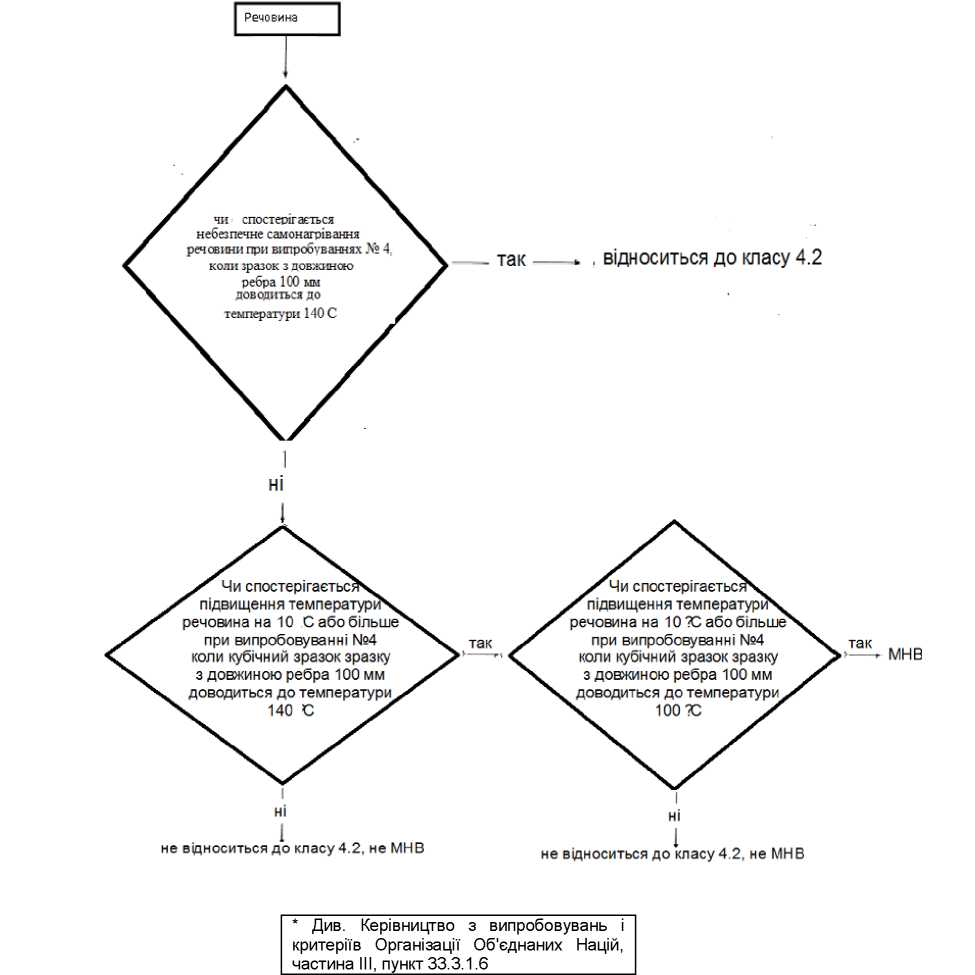 Речовина
чи спостерігається
небезпечне самонагрівання
речовини при випробуваннях № 4,
коли зразок з довжиною
ребра 100 мм
доводиться до
температури 140 С
так
, відноситься до класу 4.2
ні
Чи спостерігається
підвищення температури
речовина на 10 °С або більше
при випробовуванні №4
коли кубічний зразок зразку
з довжиною ребра 100 мм
доводиться до температури
140 °С
так
Чи спостерігається
підвищення температури
речовина на 10 ?С або більше
при випробовуванні №4
коли кубічний зразок зразку
з довжиною ребра 100 мм
доводиться до температури
100 ?С
так
МНВ
ні
не відноситься до класу 4.2, не МНВ
ні
не відноситься до класу 4.2, не МНВ
* Див. Керівництво з випробовувань і
критеріїв Організації Об'єднаних Націй,
частина III, пункт 33.3.1.6